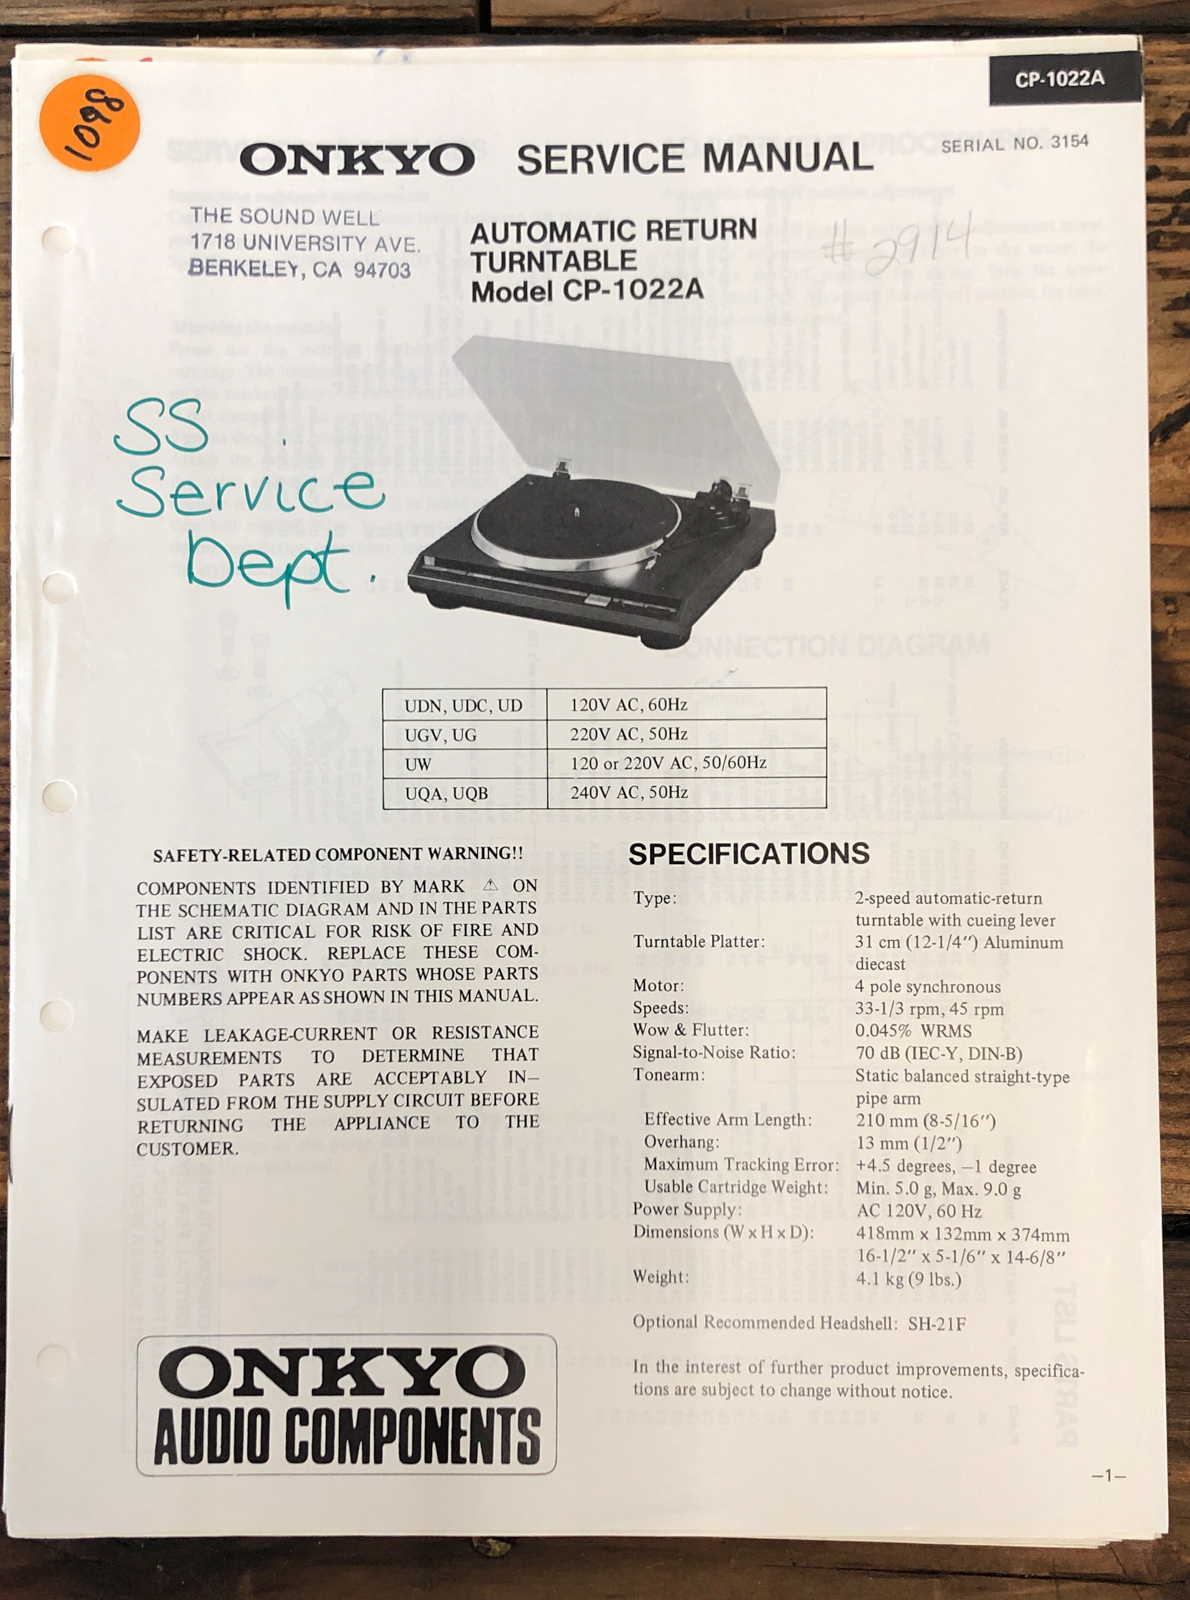 CP-1022A
1098
ONKYO SERVICE MANUAL
SERIAL NO. 3154
THE SOUND WELL
1718 UNIVERSITY AVE.
BERKELEY, CA 94703
AUTOMATIC RETURN
TURNTABLE
Model CP-1022A
#2914
SS
Service
Dept.
UDN, UDC, UD 120V AC, 60Hz
UGV, UG 220V AC, 50Hz
UW 120 or 220V AC, 50/60Hz
UQA, UQB 240V AC, 50Hz
SAFETY-RELATED COMPONENT WARNING!!
COMPONENTS IDENTIFIED BY MARK ⚠ ON
THE SCHEMATIC DIAGRAM AND IN THE PARTS
LIST ARE CRITICAL FOR RISK OF FIRE AND
ELECTRIC SHOCK. REPLACE THESE COM-
PONENTS WITH ONKYO PARTS WHOSE PARTS
NUMBERS APPEAR AS SHOWN IN THIS MANUAL.
MAKE LEAKAGE-CURRENT OR RESISTANCE
MEASUREMENTS TO DETERMINE THAT
EXPOSED PARTS ARE ACCEPTABLY IN–
SULATED FROM THE SUPPLY CIRCUIT BEFORE
RETURNING THE APPLIANCE TO THE
CUSTOMER.
SPECIFICATIONS
Type: 2-speed automatic-return
turntable with cueing lever
Turntable Platter: 31 cm (12-1/4") Aluminum
diecast
Motor: 4 pole synchronous
Speeds: 33-1/3 rpm, 45 rpm
Wow & Flutter: 0.045% WRMS
Signal-to-Noise Ratio: 70 dB (IEC-Y, DIN-B)
Tonearm: Static balanced straight-type
pipe arm
Effective Arm Length: 210 mm (8-5/16")
Overhang: 13 mm (1/2")
Maximum Tracking Error: +4.5 degrees, −1 degree
Usable Cartridge Weight: Min. 5.0 g, Max. 9.0 g
Power Supply: AC 120V, 60 Hz
Dimensions (W x H x D): 418mm x 132mm x 374mm
16-1/2" x 5-1/6" x 14-6/8"
Weight: 4.1 kg (9 lbs.)
Optional Recommended Headshell: SH-21F
In the interest of further product improvements, specifica-
tions are subject to change without notice.
ONKYO
AUDIO COMPONENTS
–1–